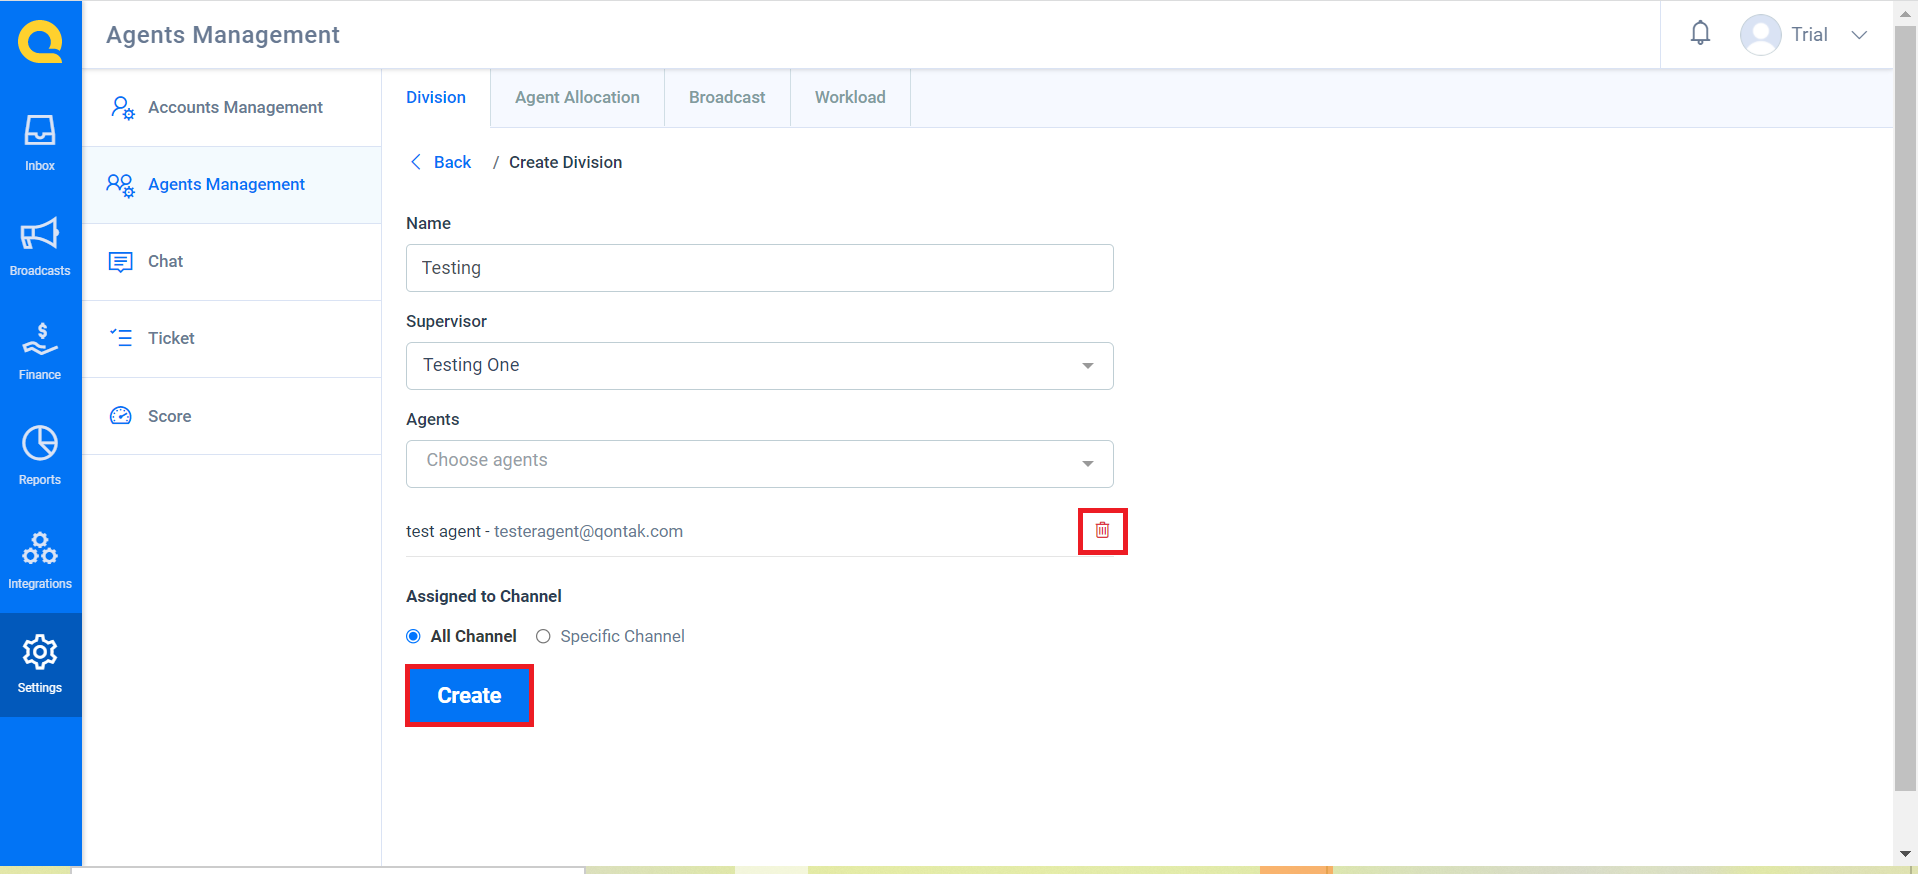 Agents Management
Trial
Inbox
Broadcasts
Finance
Reports
Integrations
Settings
Accounts Management
Agents Management
Chat
Ticket
Score
Division
Agent Allocation
Broadcast
Workload
Back / Create Division
Name
Testing
Supervisor
Testing One
Agents
Choose agents
test agent - testeragent@qontak.com
Assigned to Channel
All Channel
Specific Channel
Create